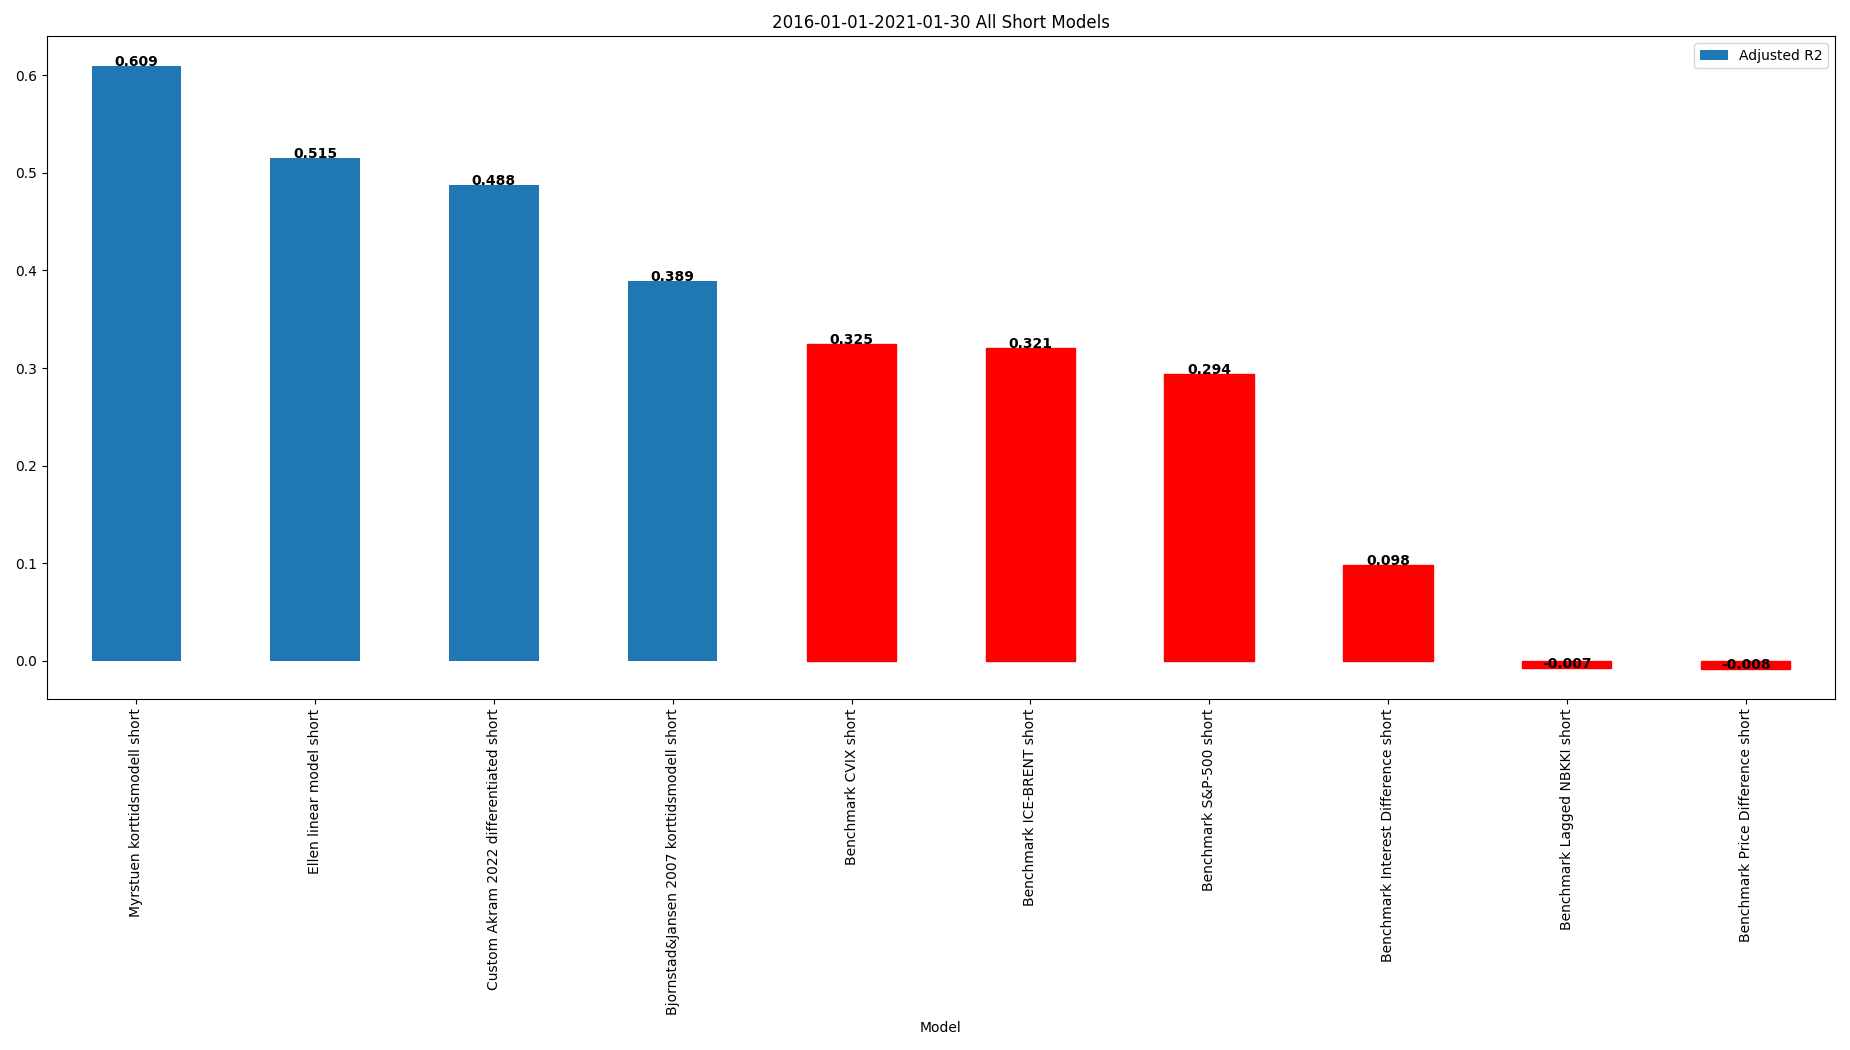 2016-01-01-2021-01-30 All Short Models
Adjusted R2
0.6
0.5
0.4
0.3
0.2
0.1
0.0
0.609
0.515
0.488
0.389
0.325
0.321
0.294
0.098
-0.007
-0.008
Myrstuen korttidsmodell short
Ellen linear model short
Custom Akram 2022 differentiated short
Bjornstad&Jansen 2007 korttidsmodell short
Benchmark CVIX short
Benchmark ICE-BRENT short
Benchmark S&P-500 short
Benchmark Interest Difference short
Benchmark Lagged NBKKI short
Benchmark Price Difference short
Model